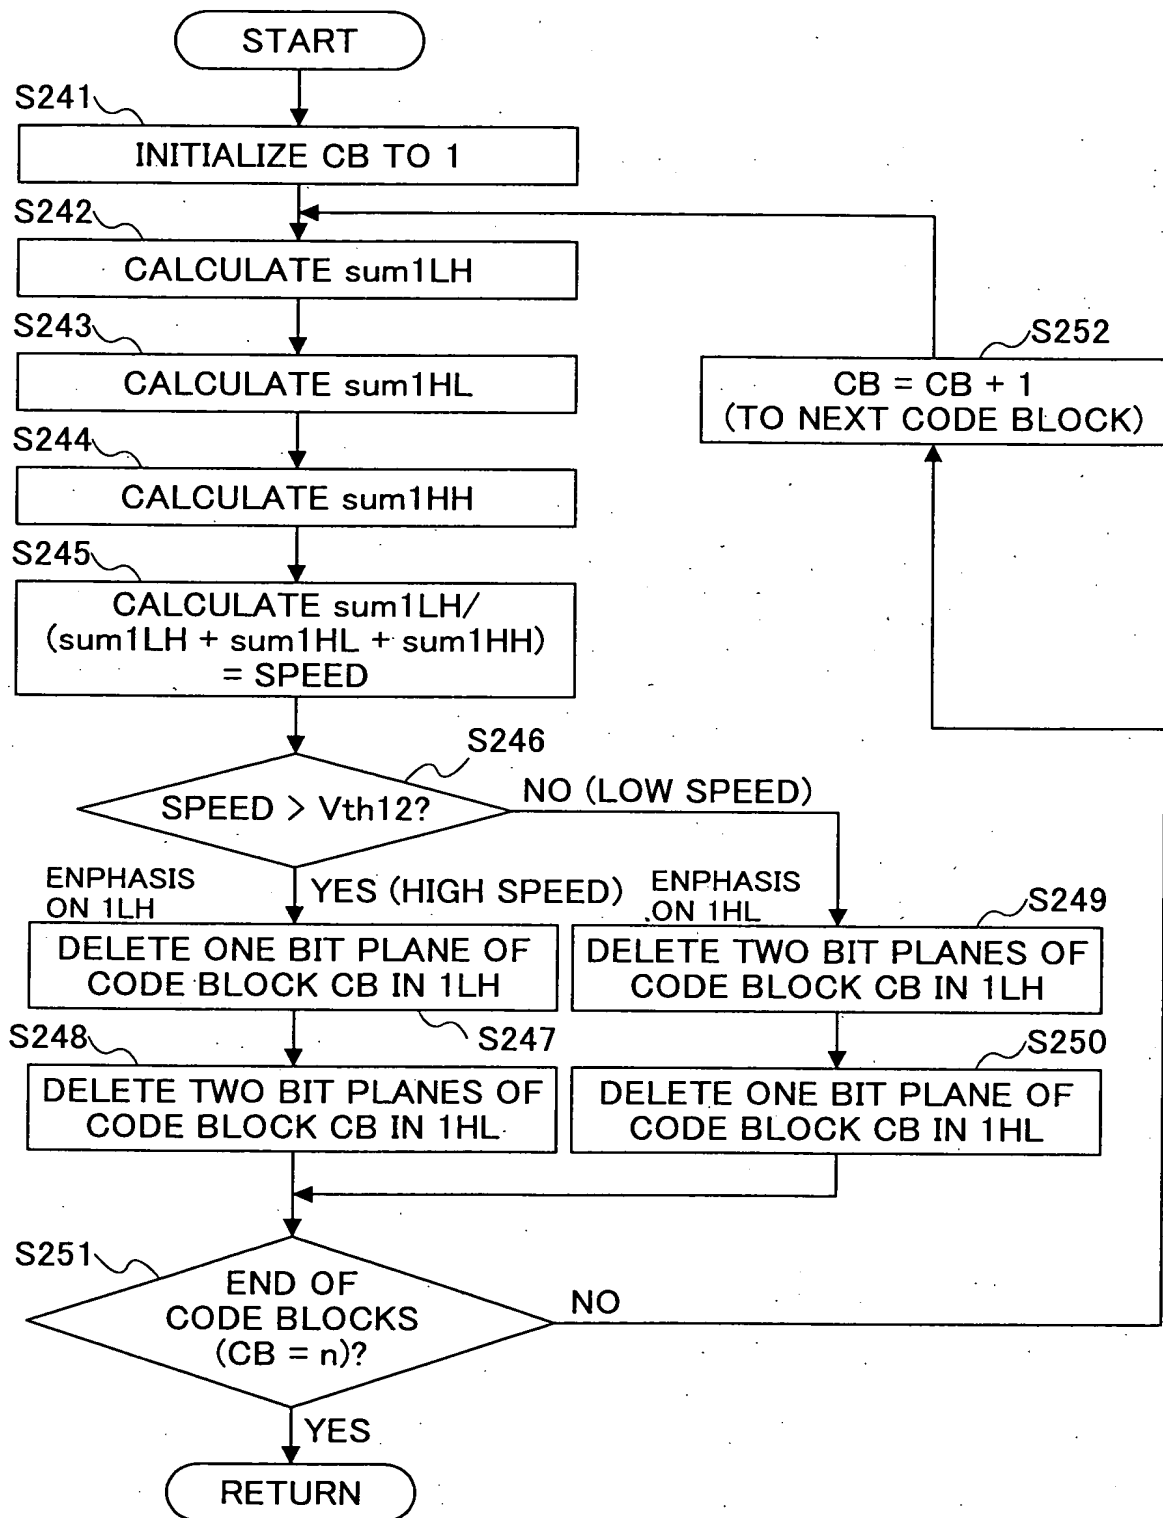 START
S241
INITIALIZE CB TO 1
S242
CALCULATE sum1LH
S243
CALCULATE sum1HL
S252
CB = CB + 1
(TO NEXT CODE BLOCK)
S244
CALCULATE sum1HH
S245
CALCULATE sum1LH/
(sum1LH + sum1HL + sum1HH)
= SPEED
S246
SPEED > Vth12?
NO (LOW SPEED)
ENPHASIS
ON 1LH
YES (HIGH SPEED)
ENPHASIS
ON 1HL
S249
DELETE ONE BIT PLANE OF
CODE BLOCK CB IN 1LH
DELETE TWO BIT PLANES OF
CODE BLOCK CB IN 1LH
S248
S247
S250
DELETE TWO BIT PLANES OF
CODE BLOCK CB IN 1HL
DELETE ONE BIT PLANE OF
CODE BLOCK CB IN 1HL
S251
END OF
CODE BLOCKS
(CB = n)?
NO
YES
RETURN